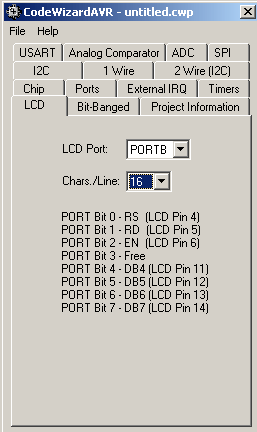 CodeWizardAVR - untitled.cwp
File Help
USART Analog Comparator ADC SPI
I2C 1 Wire 2 Wire (I2C)
Chip Ports External IRQ Timers
LCD Bit-Banged Project Information
LCD Port: PORTB
Chars./Line: 16
PORT Bit 0 - RS (LCD Pin 4)
PORT Bit 1 - RD (LCD Pin 5)
PORT Bit 2 - EN (LCD Pin 6)
PORT Bit 3 - Free
PORT Bit 4 - DB4 (LCD Pin 11)
PORT Bit 5 - DB5 (LCD Pin 12)
PORT Bit 6 - DB6 (LCD Pin 13)
PORT Bit 7 - DB7 (LCD Pin 14)